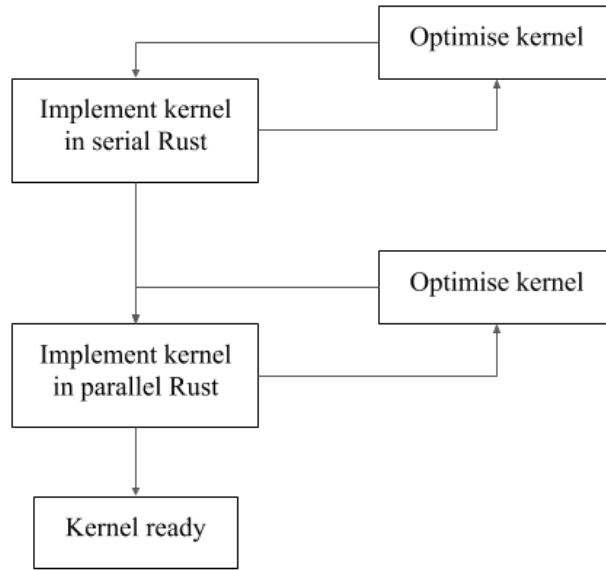 Optimise kernel
Implement kernel
in serial Rust
Optimise kernel
Implement kernel
in parallel Rust
Kernel ready